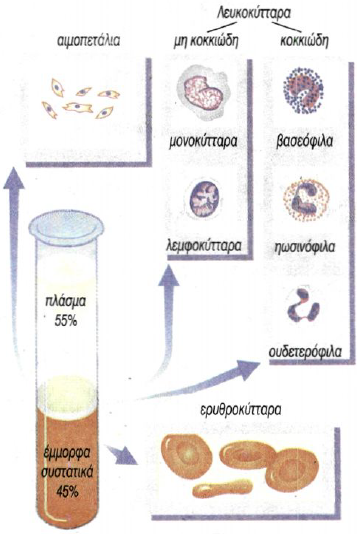 Λευκοκύτταρα
αιμοπετάλια
μη κοκκιώδη
κοκκιώδη
μονοκύτταρα
βασεόφιλα
λεμφοκύτταρα
ηωσινόφιλα
πλάσμα
55%
ουδετερόφιλα
ερυθροκύτταρα
έμμορφα
συστατικά
45%